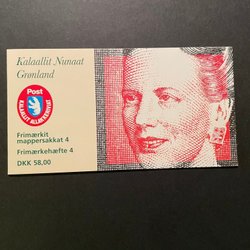 Kalaallit Nunaat
Grønland
Post
KALAALLIT ALLAKKERIVIAT
Frimærkit
mappersakkat 4
Frimærkehæfte 4
DKK 58,00